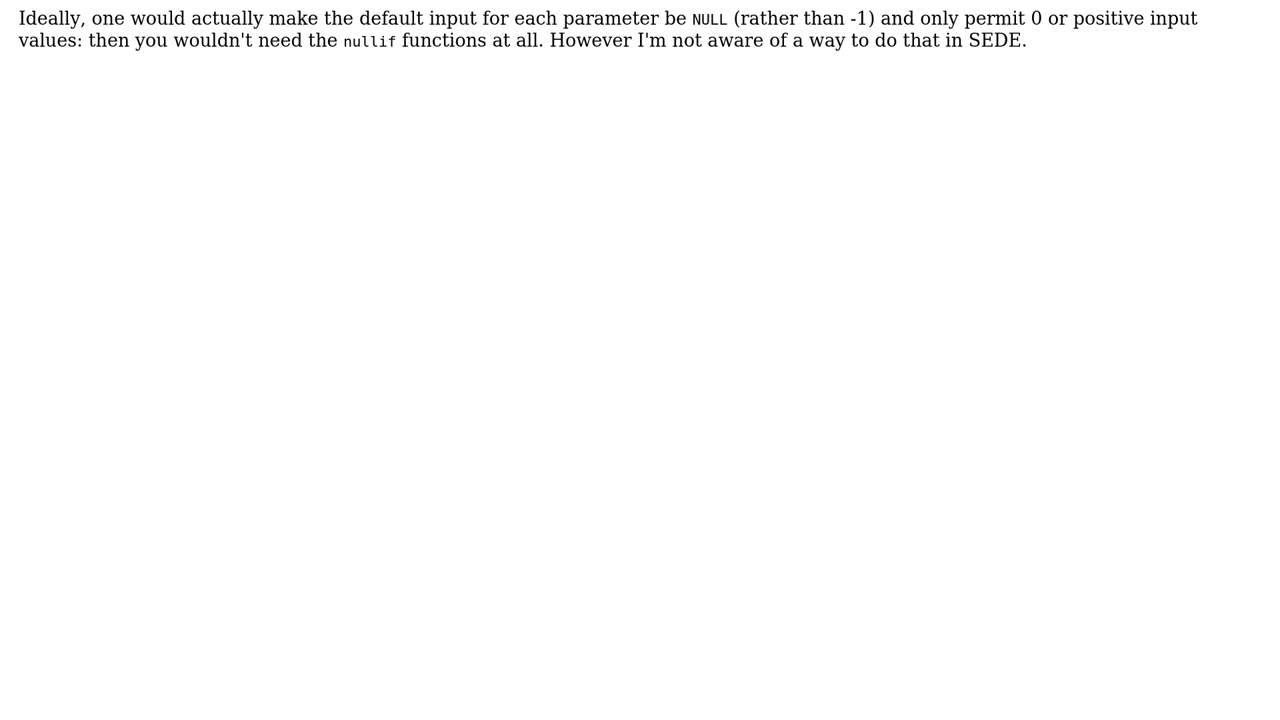 Ideally, one would actually make the default input for each parameter be NULL (rather than -1) and only permit 0 or positive input
values: then you wouldn't need the nullif functions at all. However I'm not aware of a way to do that in SEDE.